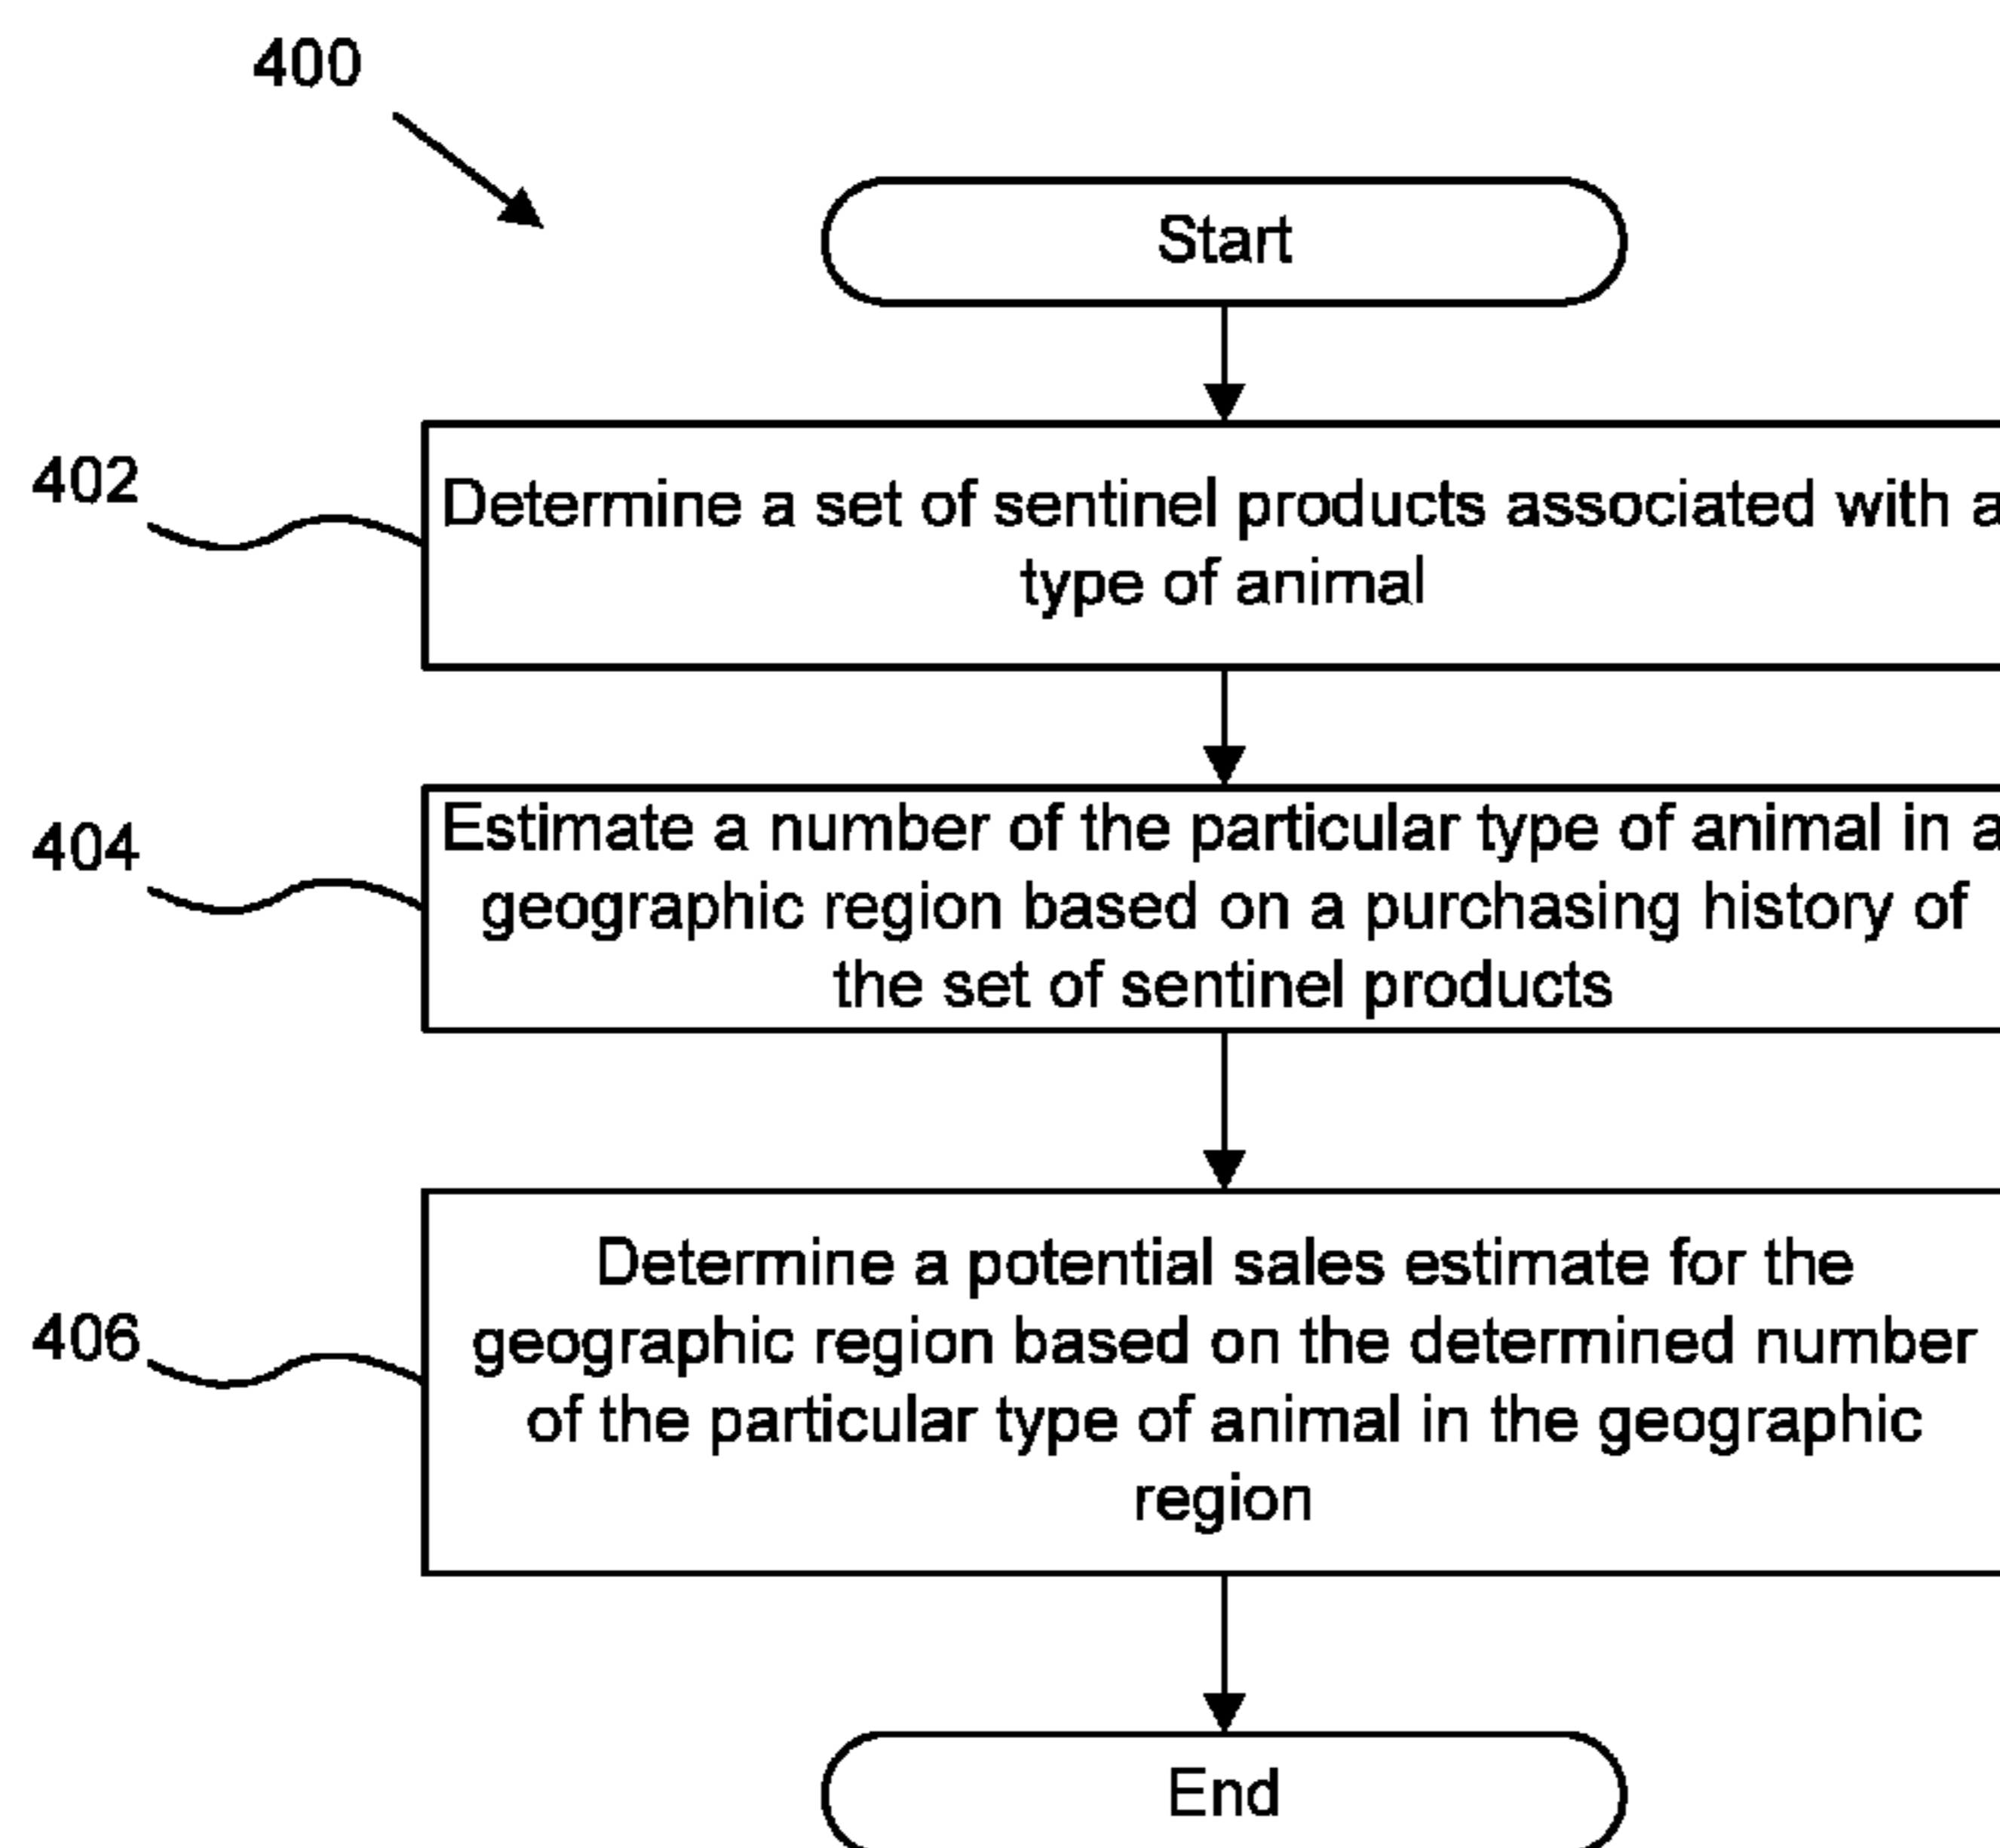 400
Start
402
Determine a set of sentinel products associated with a
type of animal
404
Estimate a number of the particular type of animal in a
geographic region based on a purchasing history of
the set of sentinel products
406
Determine a potential sales estimate for the
geographic region based on the determined number
of the particular type of animal in the geographic
region
End